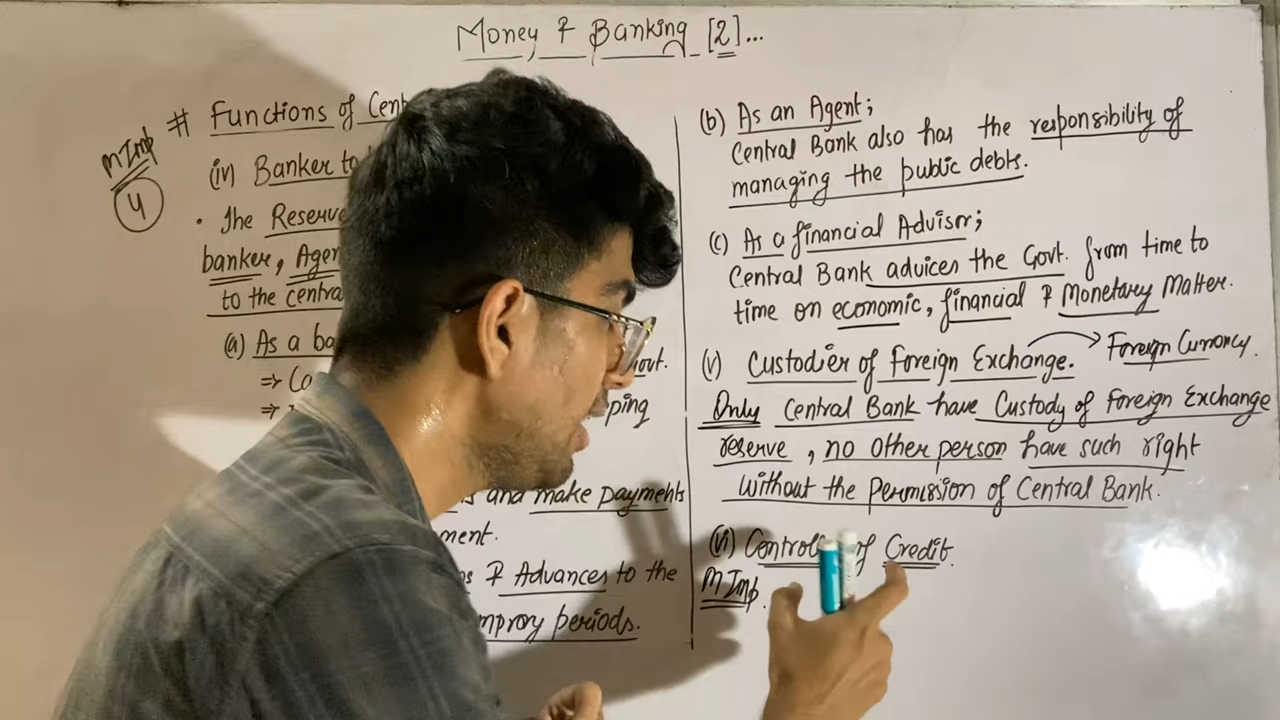 Money & Banking [2]...
M Imp
4
# Functions of Cent
(iv) Banker to
• The Reserve
banker, Agen
to the centra
(a) As a ba
⇒ Co
Govt.
⇒
ping
and make payments
ment.
& Advances to the
mprory periods.
(b) As an Agent;
Central Bank also has the responsibility of
managing the public debts.
(c) As a financial Advisor;
Central Bank advices the Govt. from time to
time on economic, financial & Monetary Matter.
(v) Custodier of Foreign Exchange. → Foreign Currency.
Only Central Bank have Custody of Foreign Exchange
reserve, no other person have such right
without the permission of Central Bank.
(vi) Controll of Credit.
M Imp.